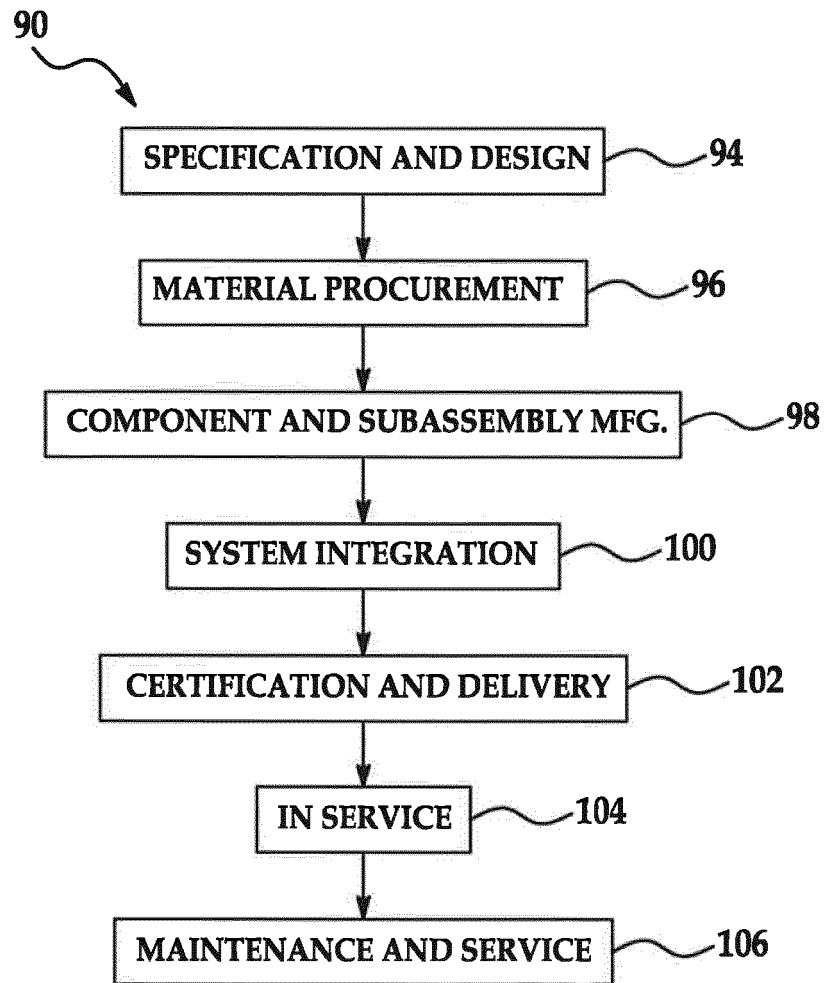 90
SPECIFICATION AND DESIGN 94
MATERIAL PROCUREMENT 96
COMPONENT AND SUBASSEMBLY MFG. 98
SYSTEM INTEGRATION 100
CERTIFICATION AND DELIVERY 102
IN SERVICE 104
MAINTENANCE AND SERVICE 106